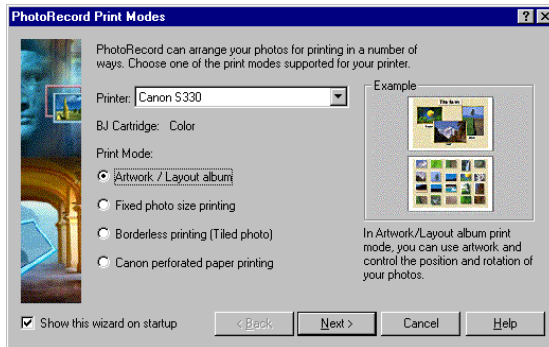 PhotoRecord Print Modes
PhotoRecord can arrange your photos for printing in a number of
ways. Choose one of the print modes supported for your printer.
Printer: Canon S330
BJ Cartridge: Color
Print Mode:
Artwork / Layout album
Fixed photo size printing
Borderless printing (Tiled photo)
Canon perforated paper printing
Example
In Artwork/Layout album print
mode, you can use artwork and
control the position and rotation of
your photos.
Show this wizard on startup
< Back
Next >
Cancel
Help